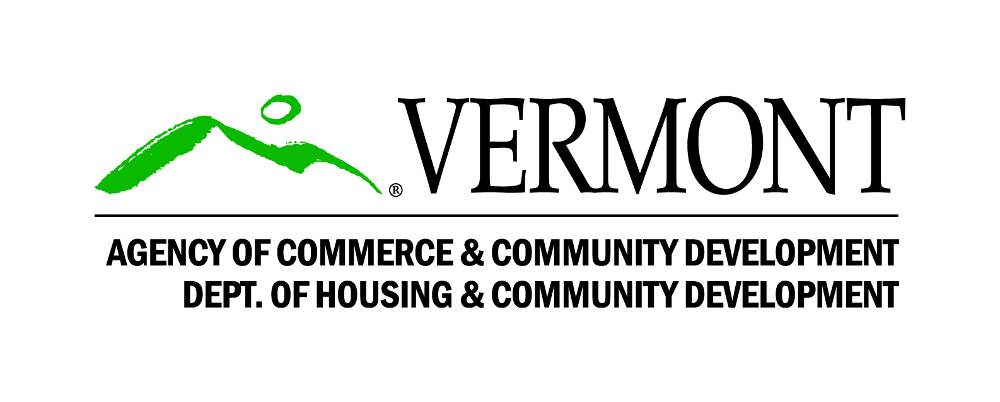 ® VERMONT
AGENCY OF COMMERCE & COMMUNITY DEVELOPMENT
DEPT. OF HOUSING & COMMUNITY DEVELOPMENT